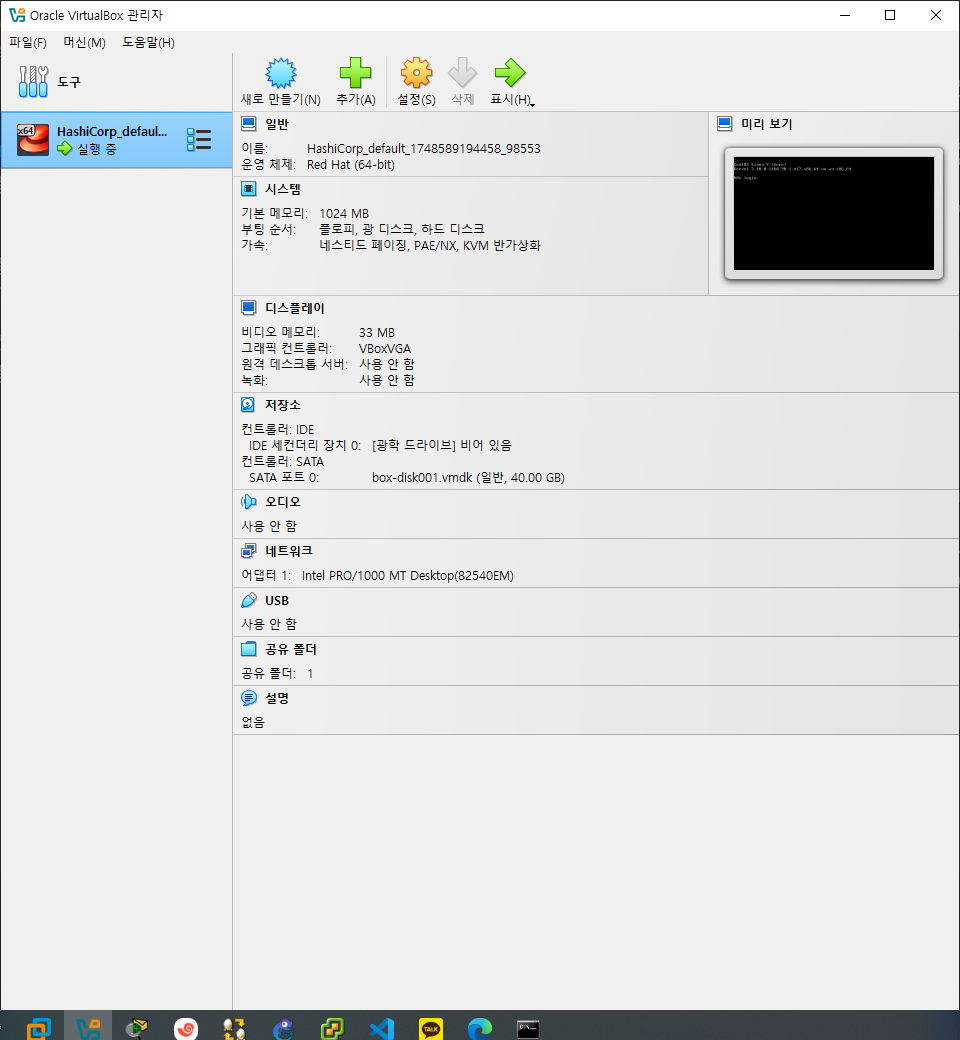 Oracle VirtualBox 관리자
파일(F) 머신(M) 도움말(H)
도구
새로 만들기(N) 추가(A) 설정(S) 삭제 표시(H)
x64
HashiCorp_defaul...
실행 중
일반
이름: HashiCorp_default_1748589194458_98553
운영 체제: Red Hat (64-bit)
미리 보기
CentOS Linux 7 (Core)
시스템
기본 메모리: 1024 MB
부팅 순서: 플로피, 광 디스크, 하드 디스크
가속: 네스티드 페이징, PAE/NX, KVM 반가상화
디스플레이
비디오 메모리: 33 MB
그래픽 컨트롤러: VBoxVGA
원격 데스크톱 서버: 사용 안 함
녹화: 사용 안 함
저장소
컨트롤러: IDE
IDE 세컨더리 장치 0: [광학 드라이브] 비어 있음
컨트롤러: SATA
SATA 포트 0: box-disk001.vmdk (일반, 40.00 GB)
오디오
사용 안 함
네트워크
어댑터 1: Intel PRO/1000 MT Desktop(82540EM)
USB
사용 안 함
공유 폴더
공유 폴더: 1
설명
없음
TALK